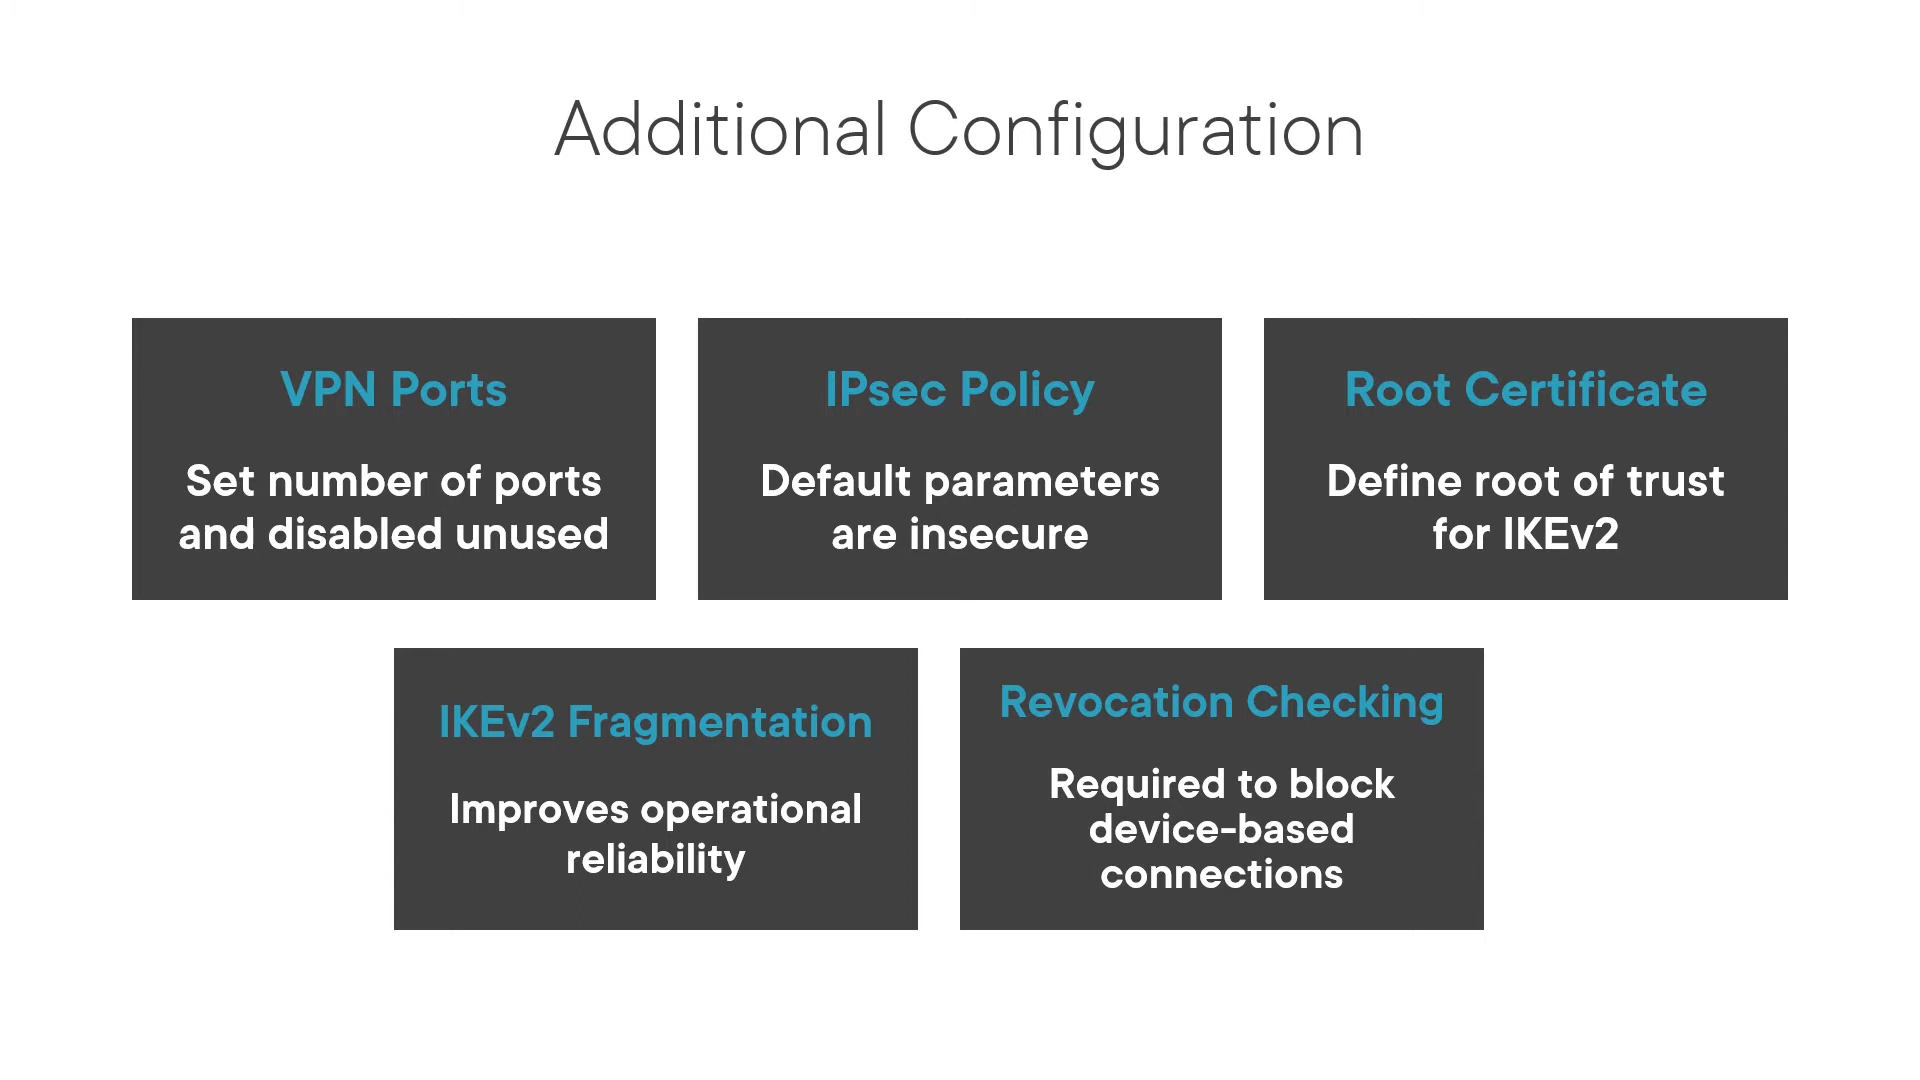 Additional Configuration
VPN Ports
Set number of ports
and disabled unused
IPsec Policy
Default parameters
are insecure
Root Certificate
Define root of trust
for IKEv2
IKEv2 Fragmentation
Improves operational
reliability
Revocation Checking
Required to block
device-based
connections